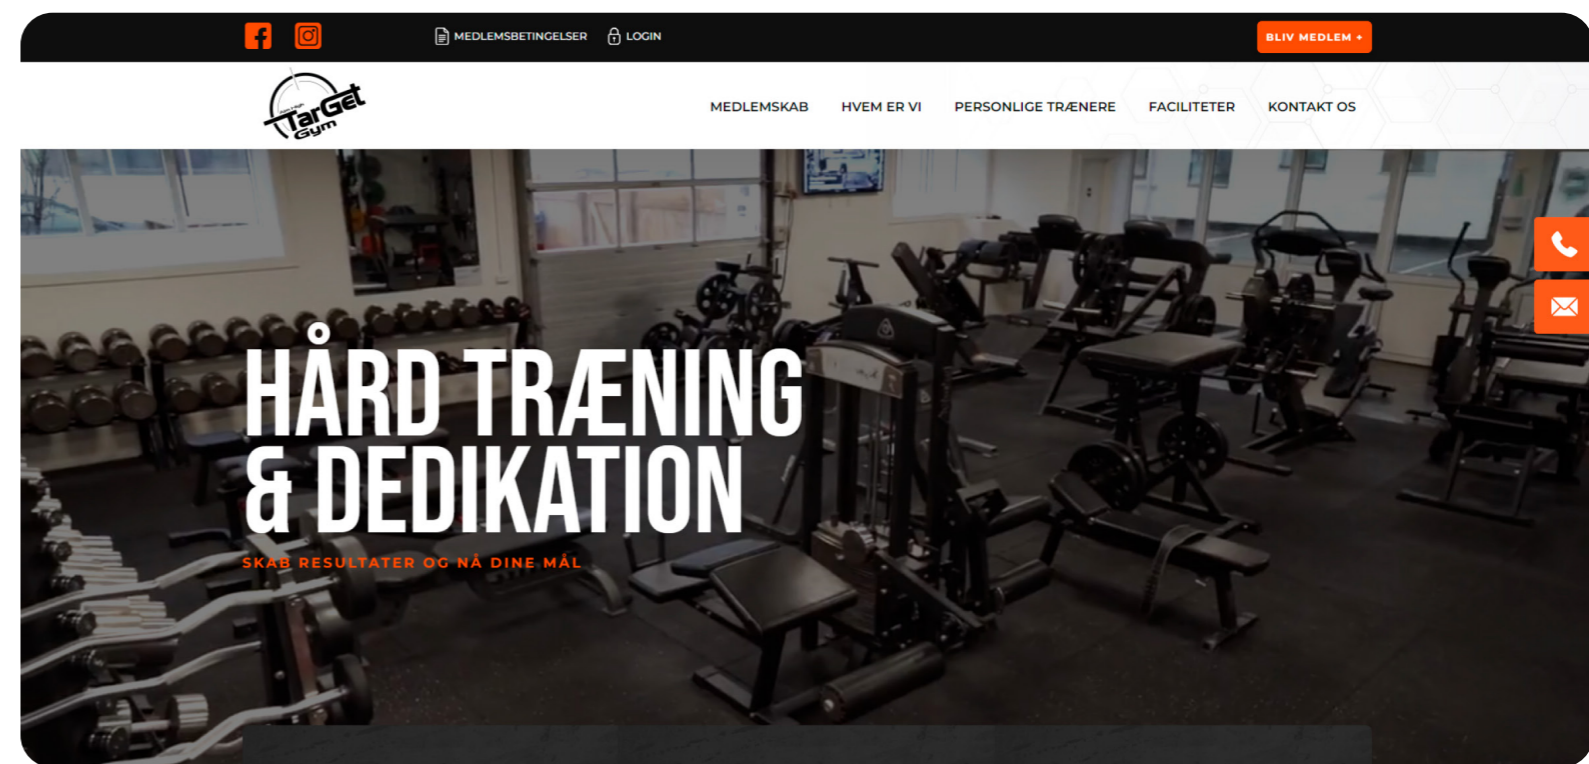 MEDLEMSBETINGELSER LOGIN BLIV MEDLEM +
TarGet
Gym
MEDLEMSKAB HVEM ER VI PERSONLIGE TRÆNERE FACILITETER KONTAKT OS
HÅRD TRÆNING
& DEDIKATION
SKAB RESULTATER OG NÅ DINE MÅL